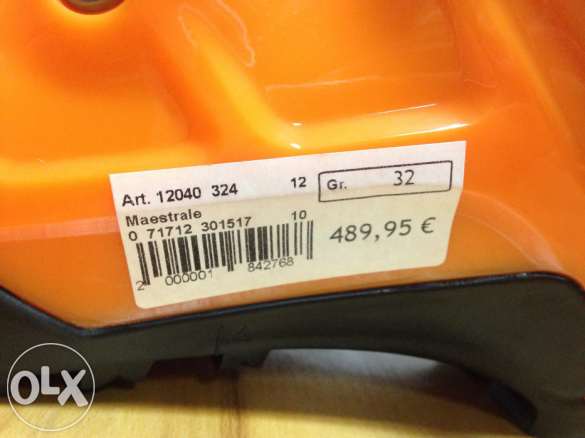 Art. 12040 324 12
Gr. 32
Maestrale
0 71712 301517 10
489,95 €
2 000001 842768
OLX